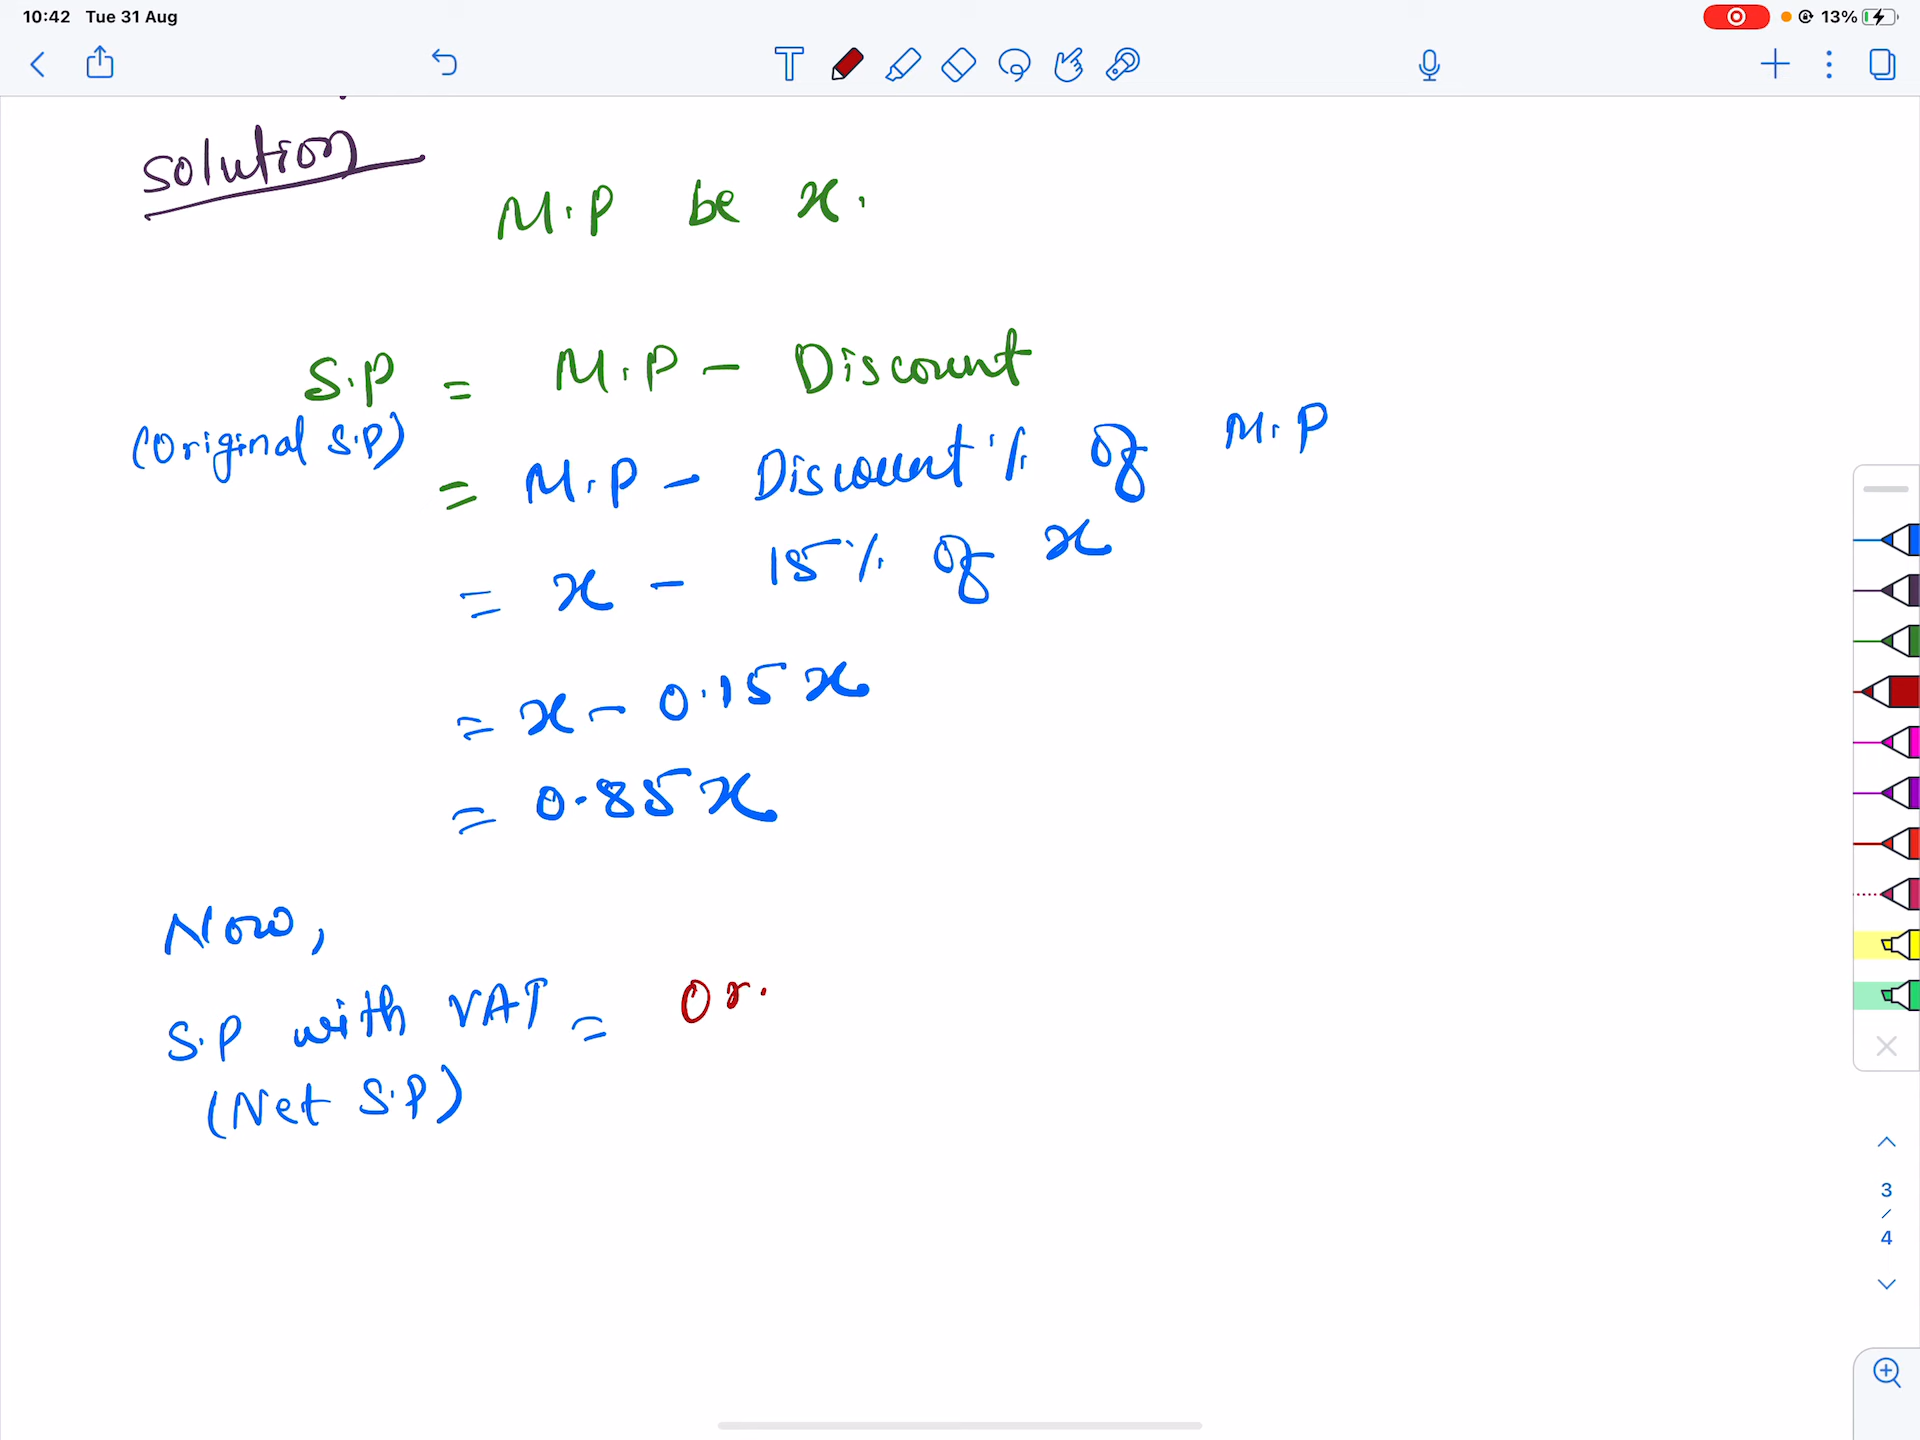 10:42 Tue 31 Aug
13%
T
solution
M.P be x.
S.P = M.P - Discount
(Original S.P)
= M.P - Discount % of M.P
= x - 15% of x
= x - 0.15x
= 0.85x
Now,
S.P with VAT = Or.
(Net S.P)
3
/
4